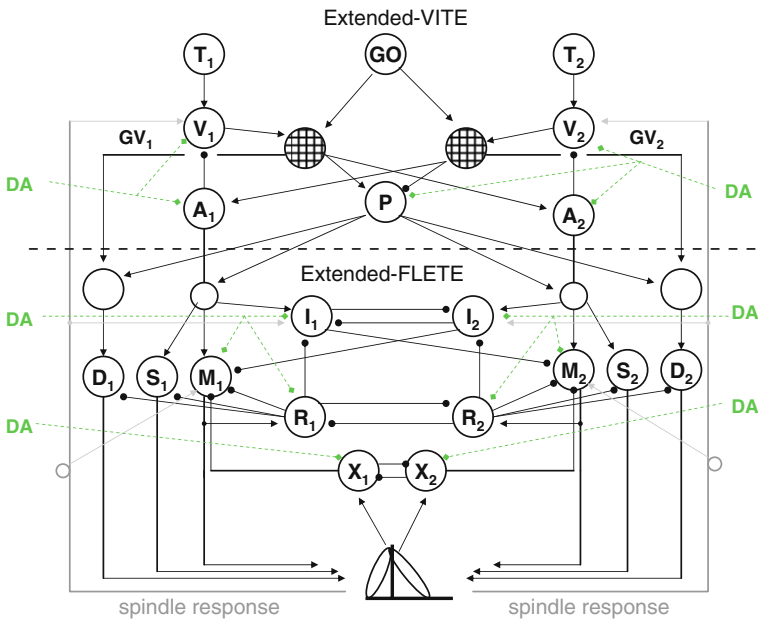 Extended-VITE
T1 GO T2
V1 V2
GV1 GV2
DA DA
A1 P A2
Extended-FLETE
DA I1 I2 DA
D1 S1 M1 M2 S2 D2
R1 R2
DA DA
X1 X2
spindle response spindle response